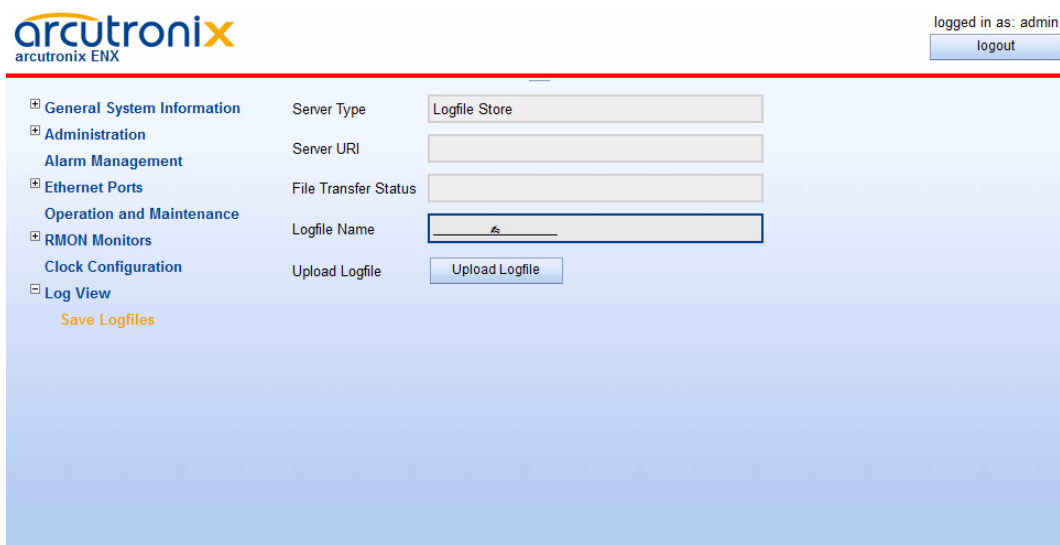 arcutronix
arcutronix ENX
logged in as: admin
logout
General System Information
Administration
Alarm Management
Ethernet Ports
Operation and Maintenance
RMON Monitors
Clock Configuration
Log View
Save Logfiles
Server Type
Logfile Store
Server URI
File Transfer Status
Logfile Name
Upload Logfile
Upload Logfile